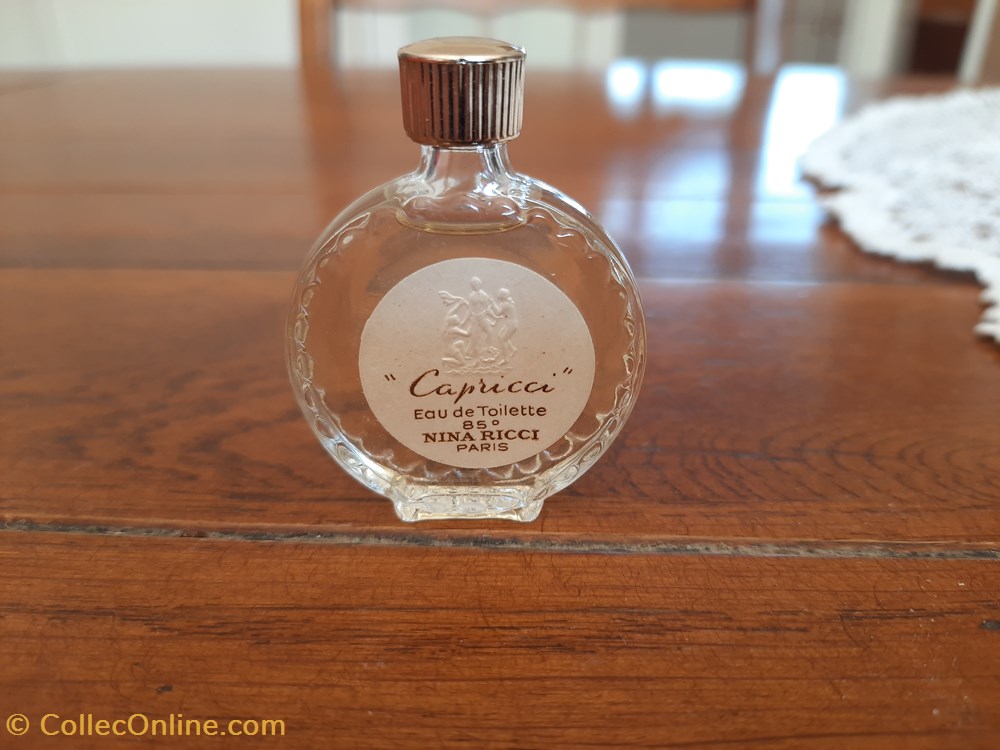 "Capricci"
Eau de Toilette
85°
NINA RICCI
PARIS
© CollecOnline.com